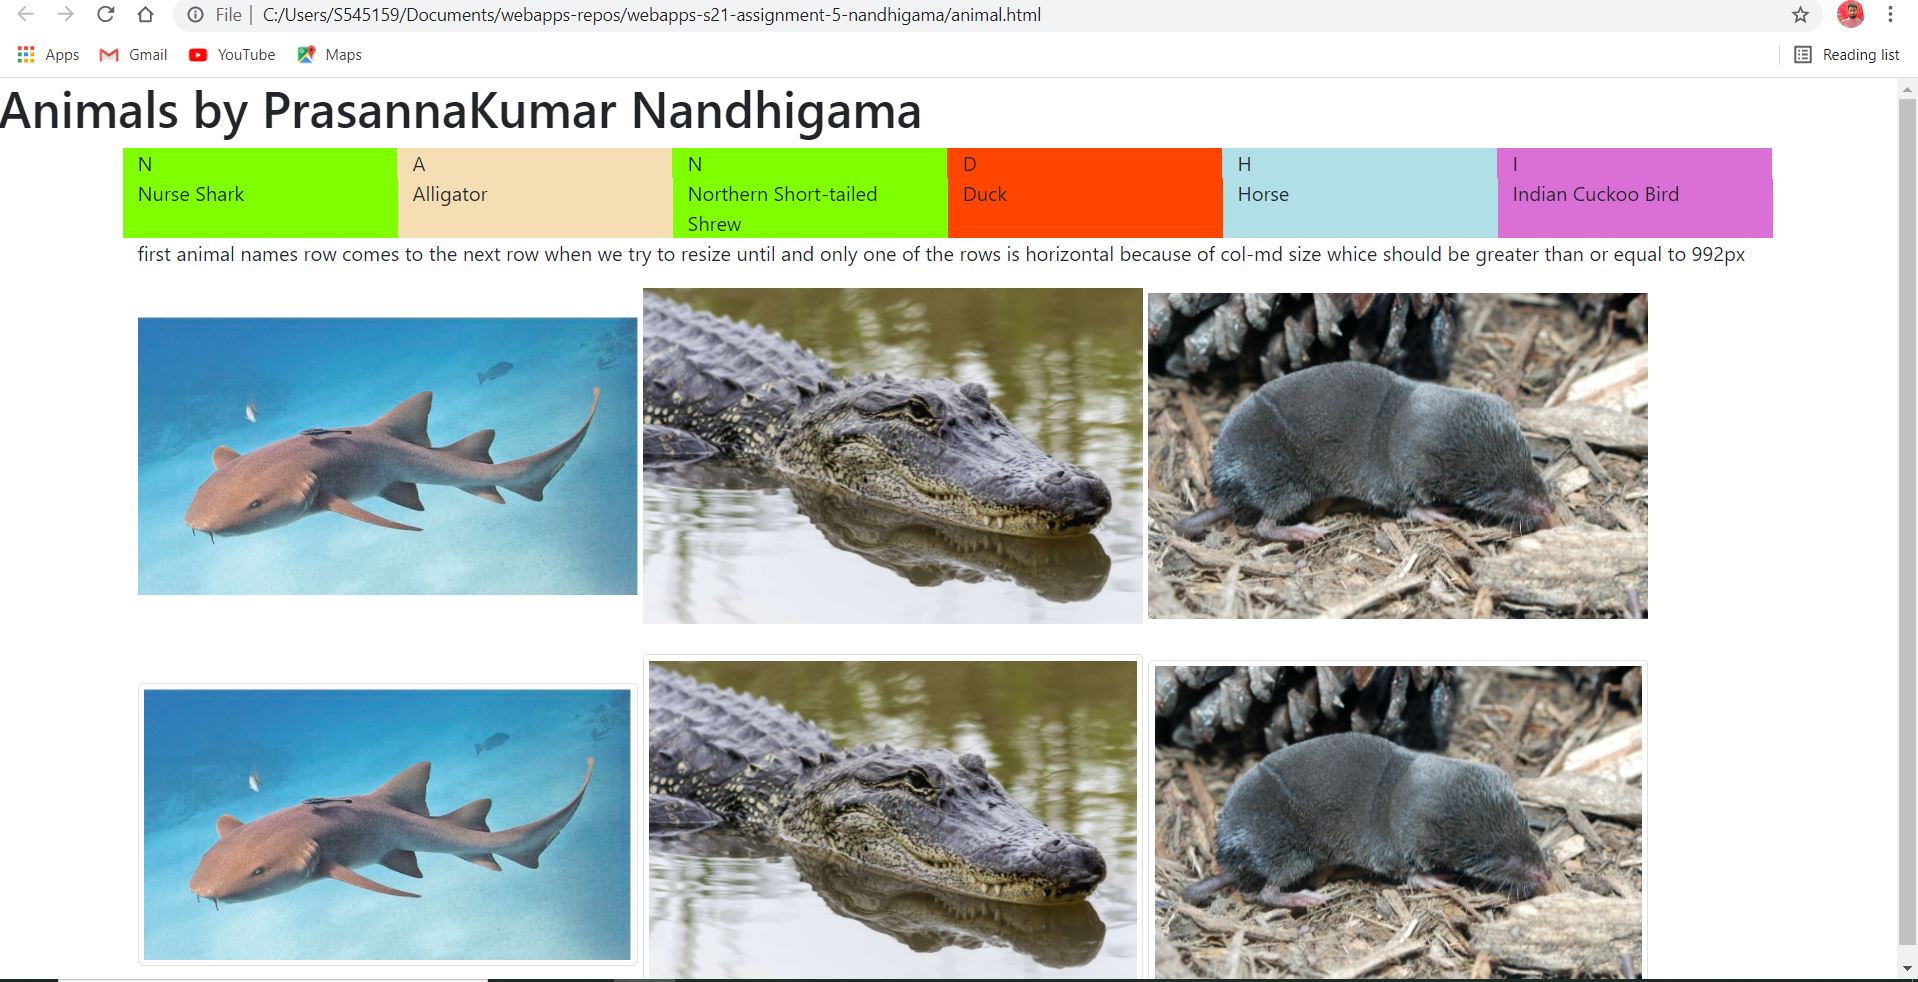 File C:/Users/S545159/Documents/webapps-repos/webapps-s21-assignment-5-nandhigama/animal.html
Apps Gmail YouTube Maps Reading list
Animals by PrasannaKumar Nandhigama
N A N D H I
Nurse Shark Alligator Northern Short-tailed Duck Horse Indian Cuckoo Bird
Shrew
first animal names row comes to the next row when we try to resize until and only one of the rows is horizontal because of col-md size whice should be greater than or equal to 992px